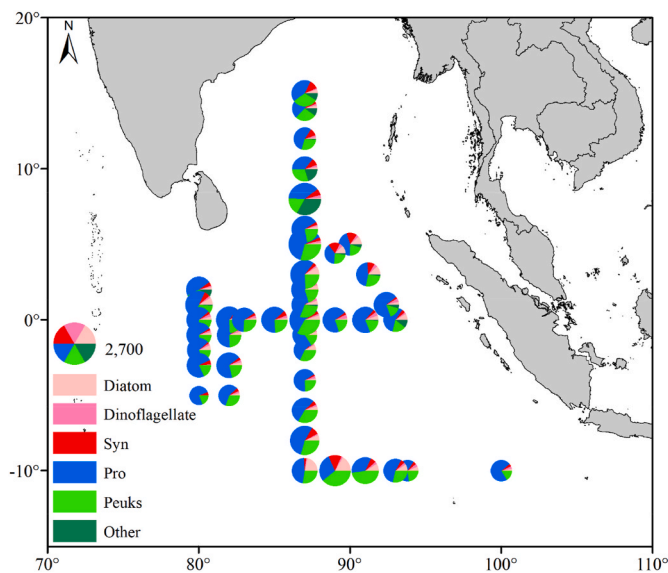 20°
N
10°
0°
2,700
Diatom
Dinoflagellate
Syn
Pro
Peuks
Other
-10°
70°
80°
90°
100°
110°